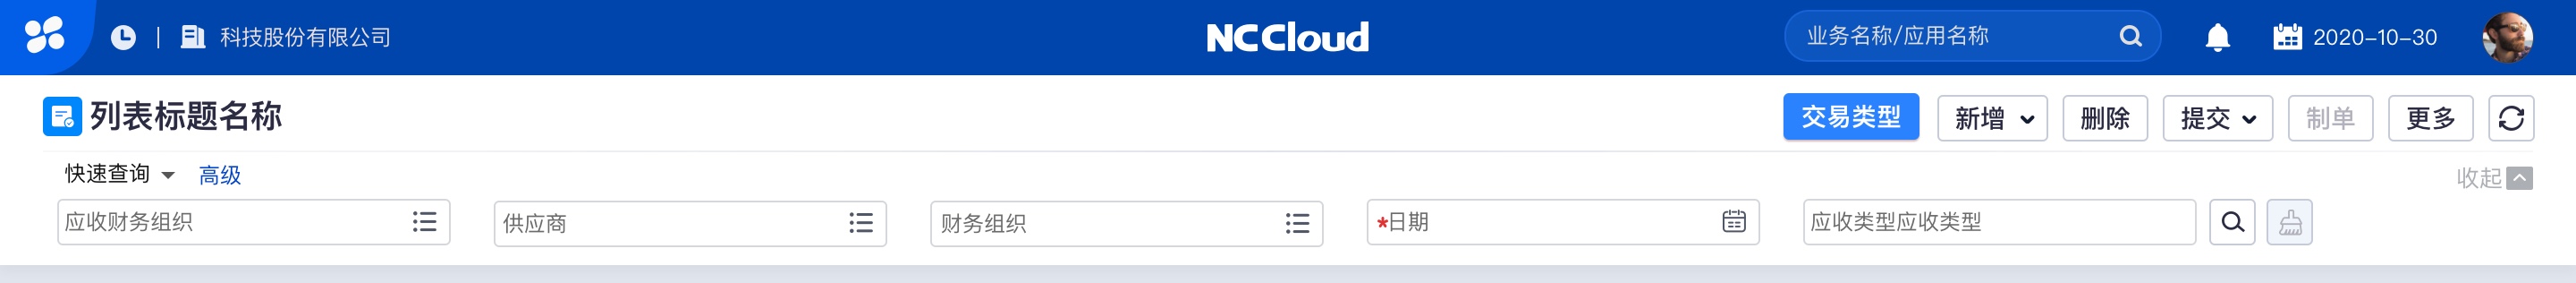 科技股份有限公司
NCCloud
业务名称/应用名称
2020-10-30
列表标题名称
交易类型
新增
删除
提交
制单
更多
快速查询
高级
收起
应收财务组织
供应商
财务组织
*日期
应收类型应收类型